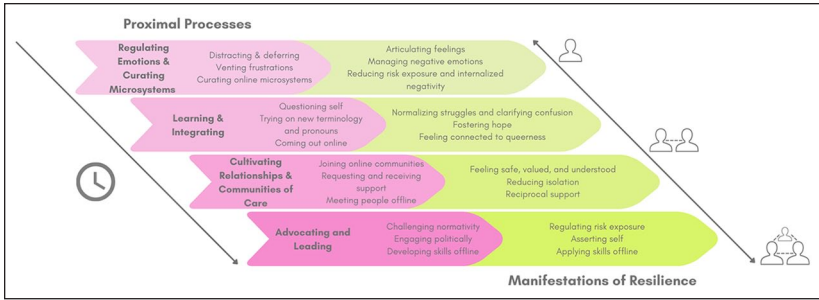 Proximal Processes
Regulating
Emotions &
Curating
Microsystems
Distracting & deferring
Venting frustrations
Curating online microsystems
Articulating feelings
Managing negative emotions
Reducing risk exposure and internalized
negativity
Learning &
Integrating
Questioning self
Trying on new terminology
and pronouns
Coming out online
Normalizing struggles and clarifying confusion
Fostering hope
Feeling connected to queerness
Cultivating
Relationships &
Communities of
Care
Joining online communities
Requesting and receiving
support
Meeting people offline
Feeling safe, valued, and understood
Reducing isolation
Reciprocal support
Advocating and
Leading
Challenging normativity
Engaging politically
Developing skills offline
Regulating risk exposure
Asserting self
Applying skills offline
Manifestations of Resilience